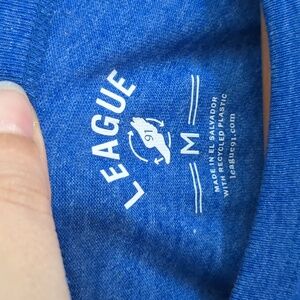 LEAGUE
91
M
MADE IN EL SALVADOR
WITH RECYCLED PLASTIC
league91.com